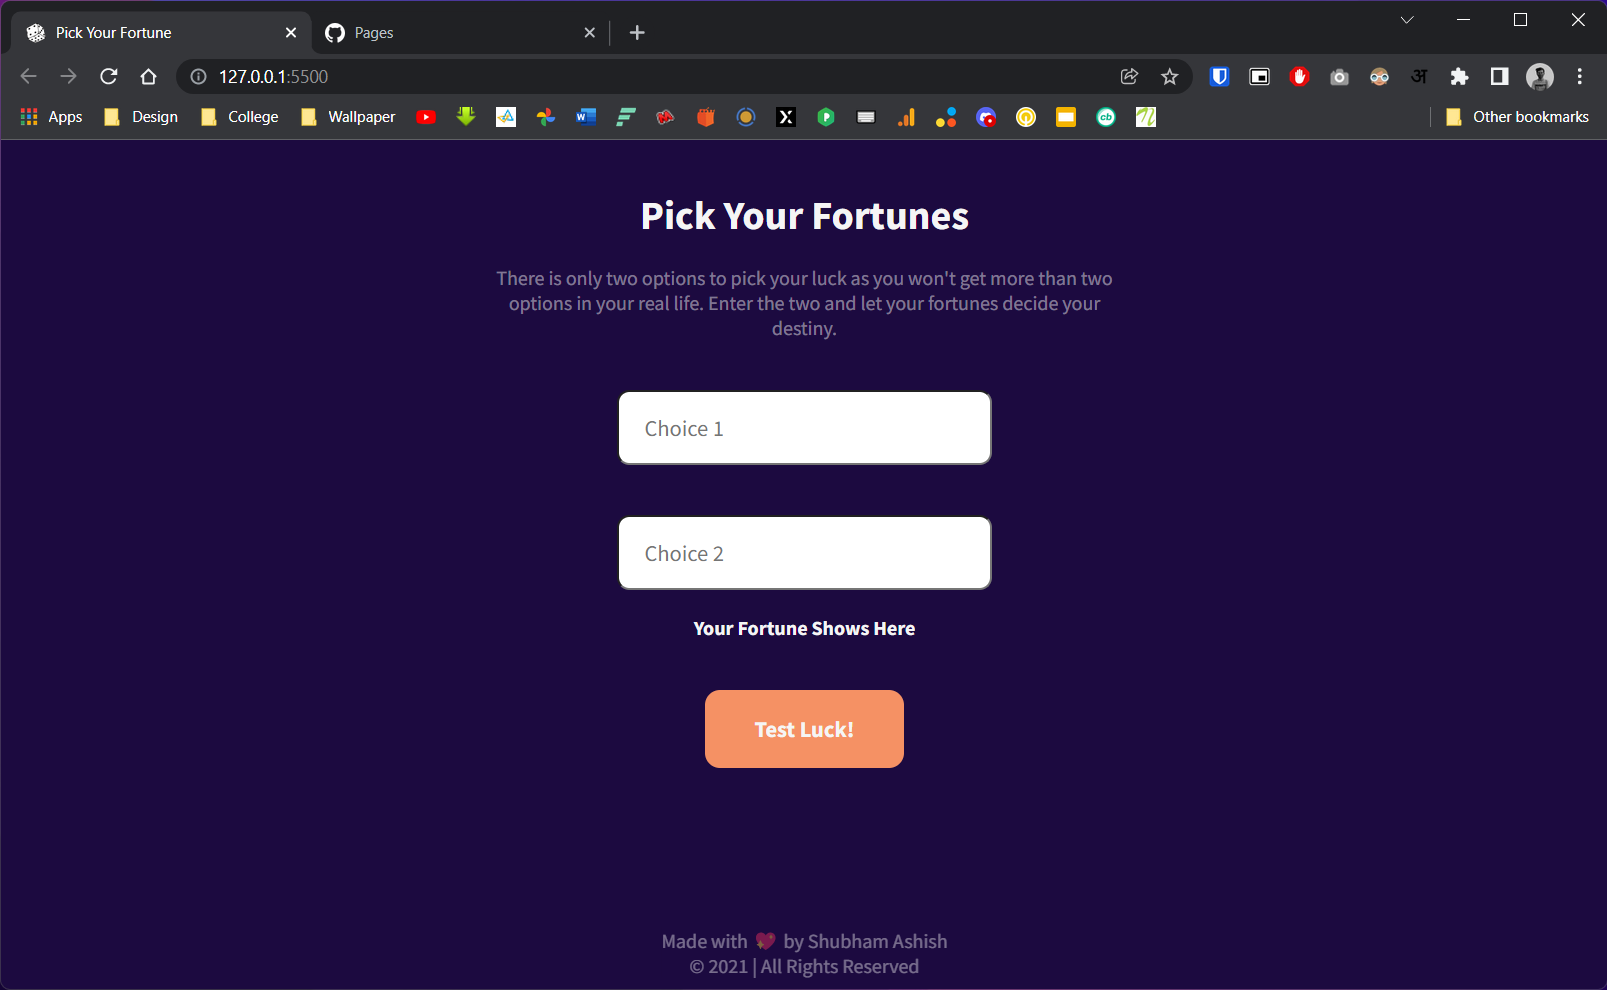 Pick Your Fortune
Pages
127.0.0.1:5500
अ
Apps
Design
College
Wallpaper
Other bookmarks
Pick Your Fortunes
There is only two options to pick your luck as you won't get more than two
options in your real life. Enter the two and let your fortunes decide your
destiny.
Choice 1
Choice 2
Your Fortune Shows Here
Test Luck!
Made with 💖 by Shubham Ashish
© 2021 | All Rights Reserved